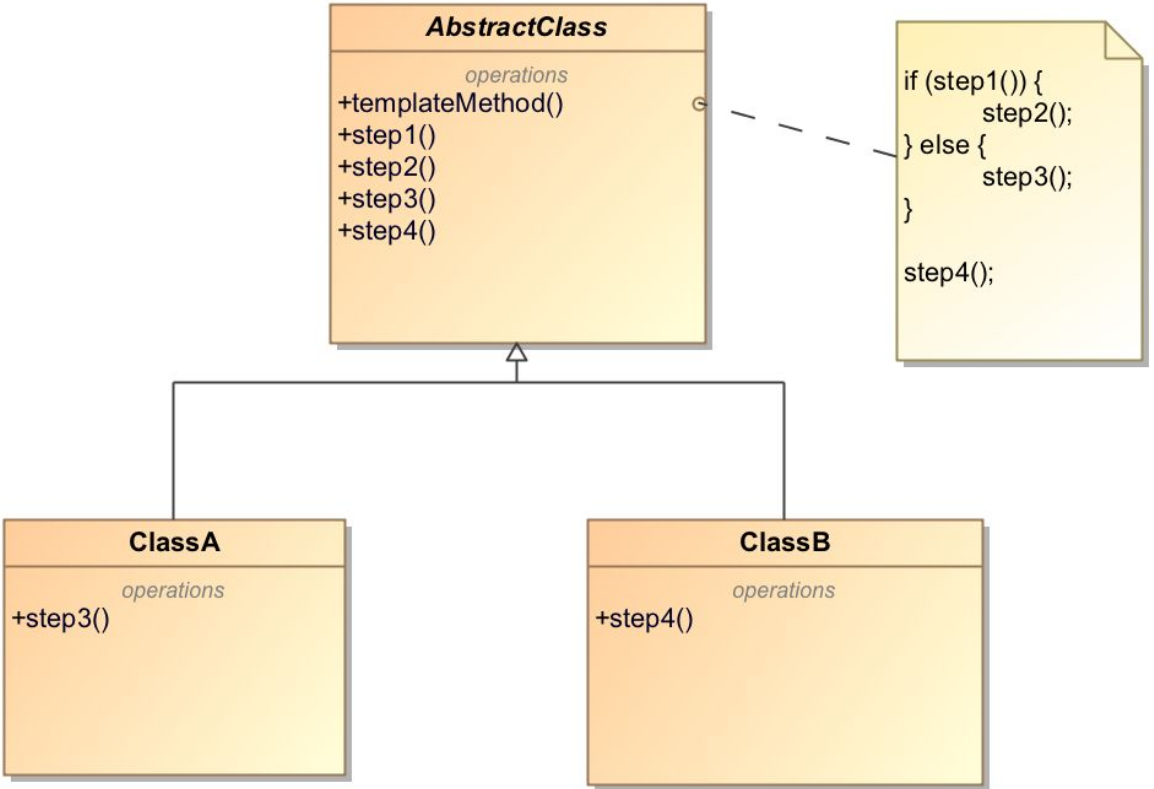 AbstractClass
operations
+templateMethod()
+step1()
+step2()
+step3()
+step4()
if (step1()) {
step2();
} else {
step3();
}
step4();
ClassA
operations
+step3()
ClassB
operations
+step4()